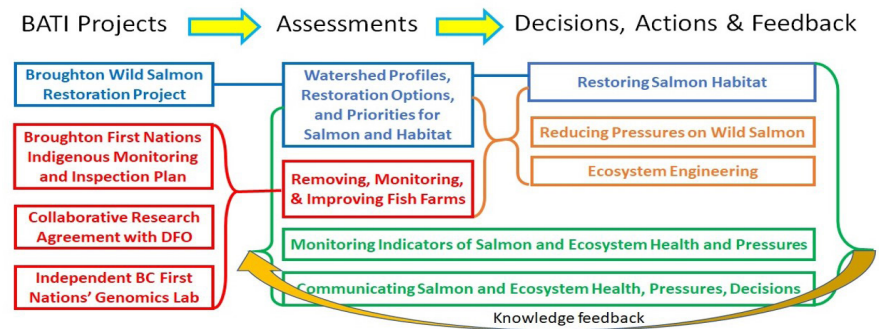 BATI Projects
Assessments
Decisions, Actions & Feedback
Broughton Wild Salmon
Restoration Project
Broughton First Nations
Indigenous Monitoring
and Inspection Plan
Collaborative Research
Agreement with DFO
Independent BC First
Nations’ Genomics Lab
Watershed Profiles,
Restoration Options,
and Priorities for
Salmon and Habitat
Removing, Monitoring,
& Improving Fish Farms
Restoring Salmon Habitat
Reducing Pressures on Wild Salmon
Ecosystem Engineering
Monitoring Indicators of Salmon and Ecosystem Health and Pressures
Communicating Salmon and Ecosystem Health, Pressures, Decisions
Knowledge feedback